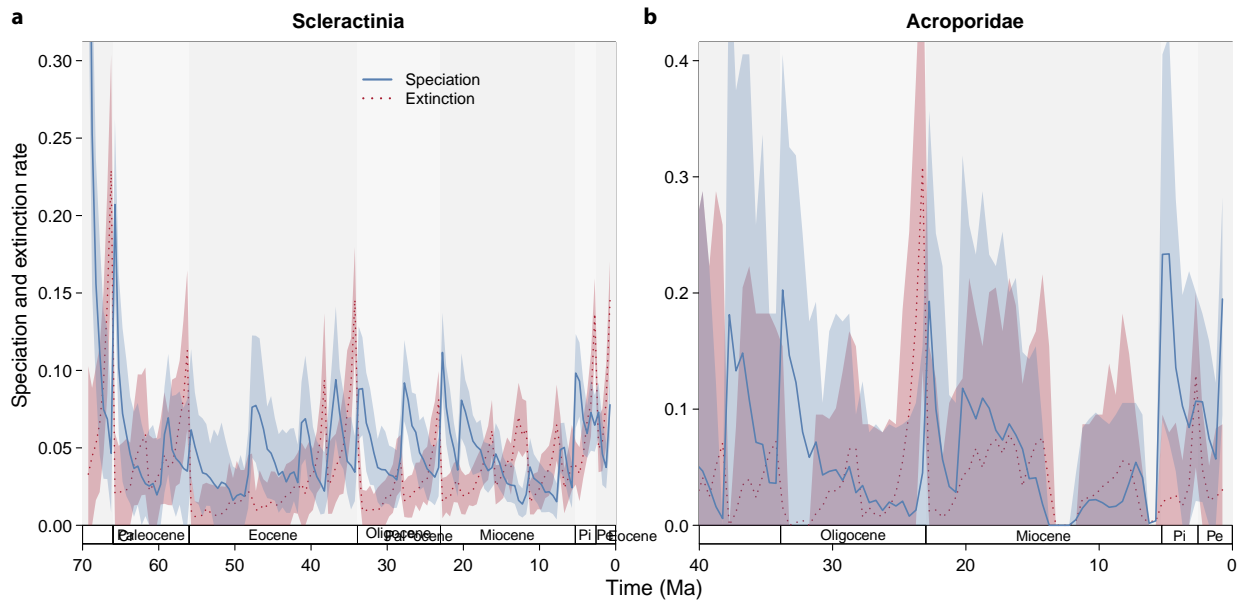 a
Scleractinia
b
Acroporidae
Speciation
Extinction
Speciation and extinction rate
0.30
0.25
0.20
0.15
0.10
0.05
0.00
0.4
0.3
0.2
0.1
0.0
Paleocene
Eocene
Oligocene
Miocene
Pi
Pe
Eocene
Oligocene
Miocene
Pi
Pe
70
60
50
40
30
20
10
0
40
30
20
10
0
Time (Ma)